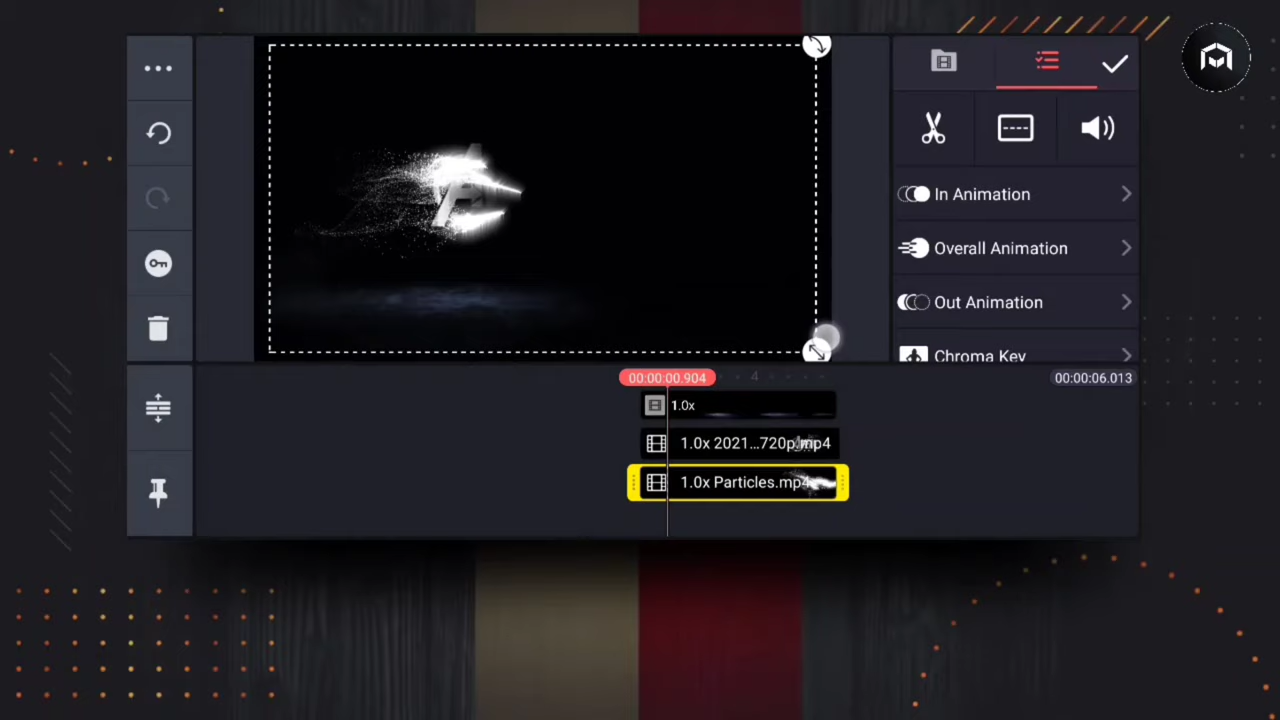 In Animation
Overall Animation
Out Animation
Chroma Key
00:00:00.904
4
00:00:06.013
1.0x
1.0x 2021...720p.mp4
1.0x Particles.mp4